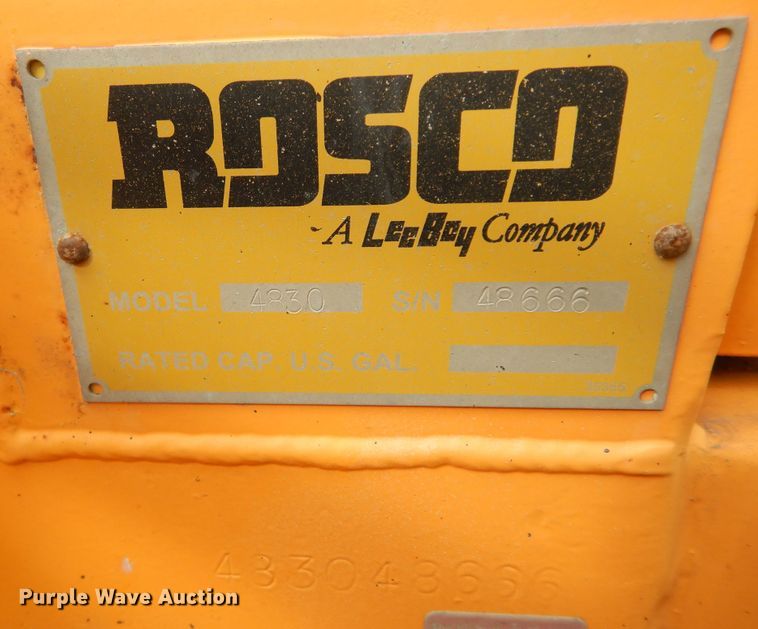 ROSCO
A LeeBoy Company
MODEL 4830 S/N 48666
RATED CAP. U.S. GAL.
483048666
Purple Wave Auction